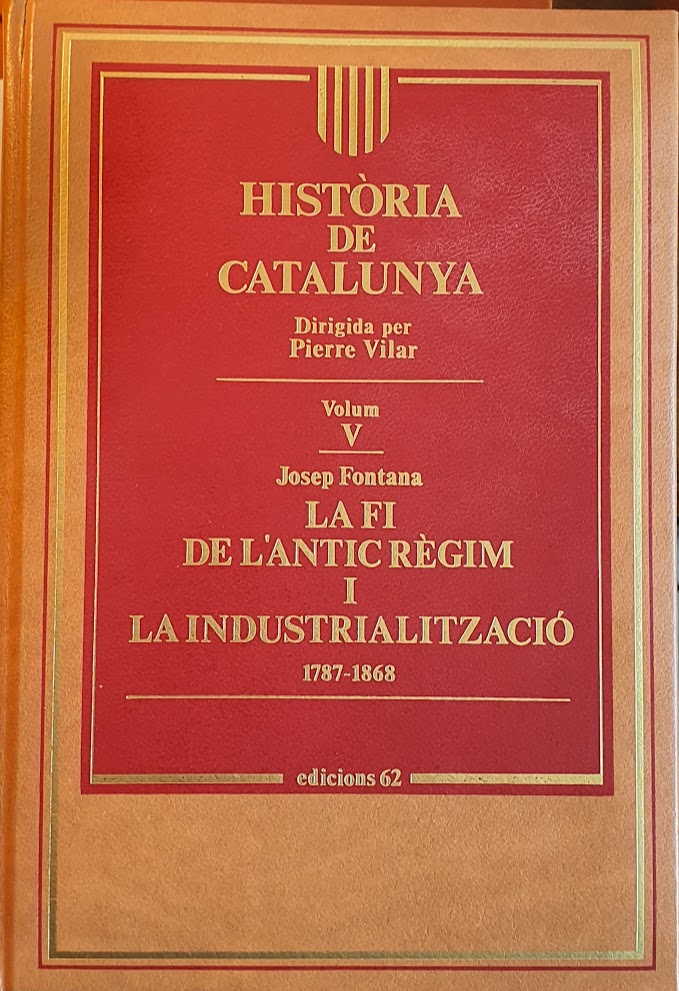 HISTÒRIA
DE
CATALUNYA
Dirigida per
Pierre Vilar
Volum
V
Josep Fontana
LA FI
DE L'ANTIC RÈGIM
I
LA INDUSTRIALITZACIÓ
1787-1868
edicions 62